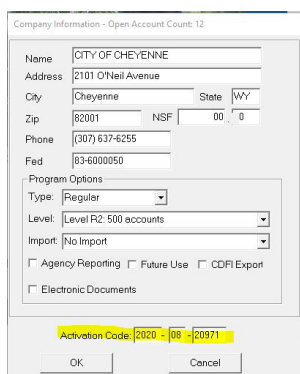 Company Information - Open Account Count: 12
Name CITY OF CHEYENNE
Address 2101 O'Neil Avenue
City Cheyenne State WY
Zip 82001 NSF 00 . 0
Phone (307) 637-6255
Fed 83-6000050
Program Options
Type: Regular
Level: Level R2: 500 accounts
Import: No Import
Agency Reporting Future Use CDFI Export
Electronic Documents
Activation Code: 2020 - 08 - 20971
OK Cancel